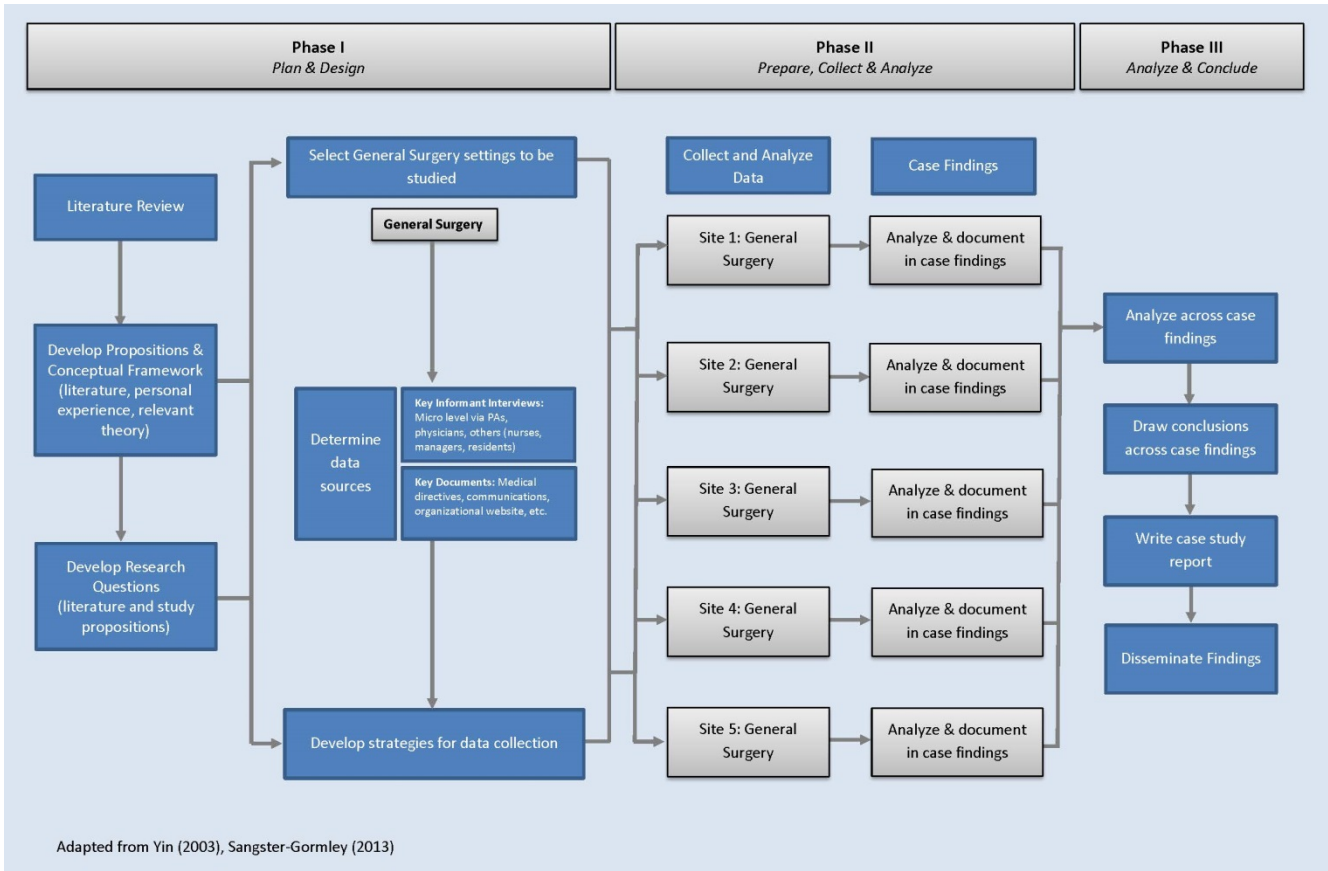 Phase I
Plan & Design
Phase II
Prepare, Collect & Analyze
Phase III
Analyze & Conclude
Literature Review
Develop Propositions &
Conceptual Framework
(literature, personal
experience, relevant
theory)
Develop Research
Questions
(literature and study
propositions)
Select General Surgery settings to be
studied
General Surgery
Determine
data
sources
Key Informant Interviews:
Micro level via PAs,
physicians, others (nurses,
managers, residents)
Key Documents: Medical
directives, communications,
organizational website, etc.
Develop strategies for data collection
Collect and Analyze
Data
Case Findings
Site 1: General
Surgery
Analyze & document
in case findings
Site 2: General
Surgery
Analyze & document
in case findings
Site 3: General
Surgery
Analyze & document
in case findings
Site 4: General
Surgery
Analyze & document
in case findings
Site 5: General
Surgery
Analyze & document
in case findings
Analyze across case
findings
Draw conclusions
across case findings
Write case study
report
Disseminate Findings
Adapted from Yin (2003), Sangster-Gormley (2013)